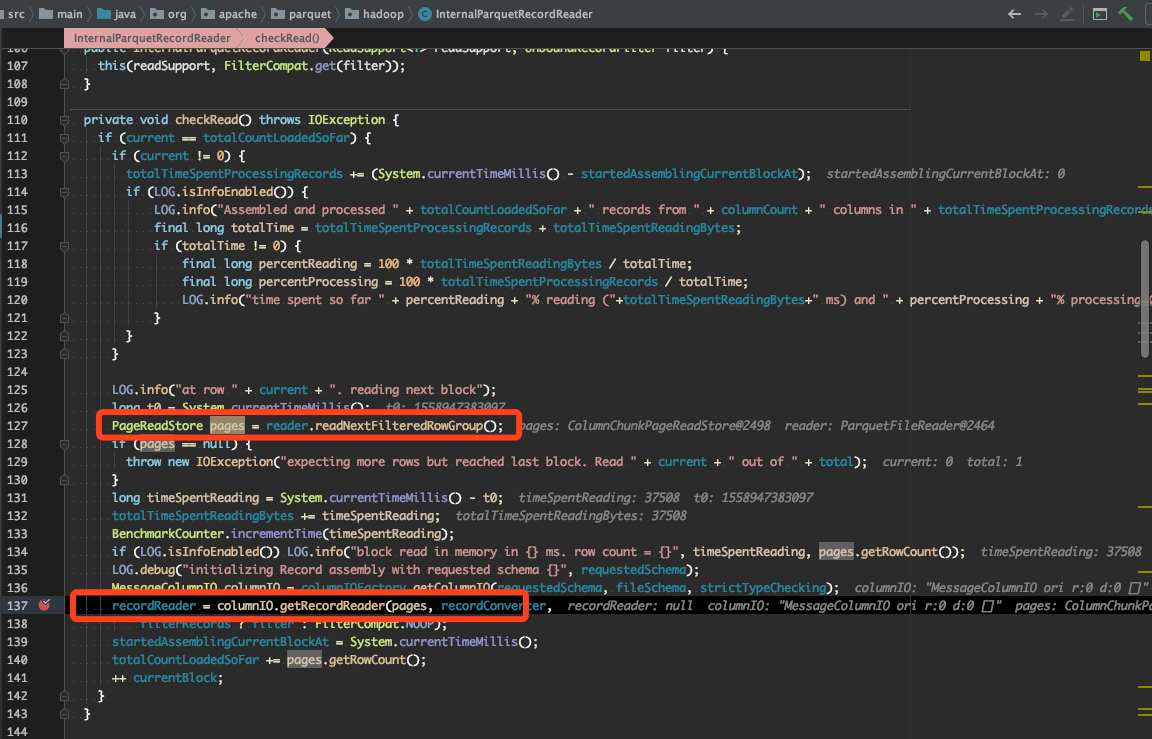 src main java org apache parquet hadoop InternalParquetRecordReader
InternalParquetRecordReader checkRead()
107 this(readSupport, FilterCompat.get(filter));
108 }
109
110 private void checkRead() throws IOException {
111 if (current == totalCountLoadedSoFar) {
112 if (current != 0) {
113 totalTimeSpentProcessingRecords += (System.currentTimeMillis() - startedAssemblingCurrentBlockAt); startedAssemblingCurrentBlockAt: 0
114 if (LOG.isInfoEnabled()) {
115 LOG.info("Assembled and processed " + totalCountLoadedSoFar + " records from " + columnCount + " columns in " + totalTimeSpentProcessingRecords
116 final long totalTime = totalTimeSpentProcessingRecords + totalTimeSpentReadingBytes;
117 if (totalTime != 0) {
118 final long percentReading = 100 * totalTimeSpentReadingBytes / totalTime;
119 final long percentProcessing = 100 * totalTimeSpentProcessingRecords / totalTime;
120 LOG.info("time spent so far " + percentReading + "% reading ("+totalTimeSpentReadingBytes+" ms) and " + percentProcessing + "% processing
121 }
122 }
123 }
124
125 LOG.info("at row " + current + ". reading next block");
126 long t0 = System.currentTimeMillis(); t0: 1558947383097
127 PageReadStore pages = reader.readNextFilteredRowGroup(); pages: ColumnChunkPageReadStore@2498 reader: ParquetFileReader@2464
128 if (pages == null) {
129 throw new IOException("expecting more rows but reached last block. Read " + current + " out of " + total); current: 0 total: 1
130 }
131 long timeSpentReading = System.currentTimeMillis() - t0; timeSpentReading: 37508 t0: 1558947383097
132 totalTimeSpentReadingBytes += timeSpentReading; totalTimeSpentReadingBytes: 37508
133 BenchmarkCounter.incrementTime(timeSpentReading);
134 if (LOG.isInfoEnabled()) LOG.info("block read in memory in {} ms. row count = {}", timeSpentReading, pages.getRowCount()); timeSpentReading: 37508
135 LOG.debug("initializing Record assembly with requested schema {}", requestedSchema);
136 MessageColumnIO columnIO = columnIOFactory.getColumnIO(requestedSchema, fileSchema, strictTypeChecking); columnIO: "MessageColumnIO ori r:0 d:0 []"
137 recordReader = columnIO.getRecordReader(pages, recordConverter, recordReader: null columnIO: "MessageColumnIO ori r:0 d:0 []" pages: ColumnChunkP
138 filterRecords ? filter : FilterCompat.NOOP);
139 startedAssemblingCurrentBlockAt = System.currentTimeMillis();
140 totalCountLoadedSoFar += pages.getRowCount();
141 ++ currentBlock;
142 }
143 }
144